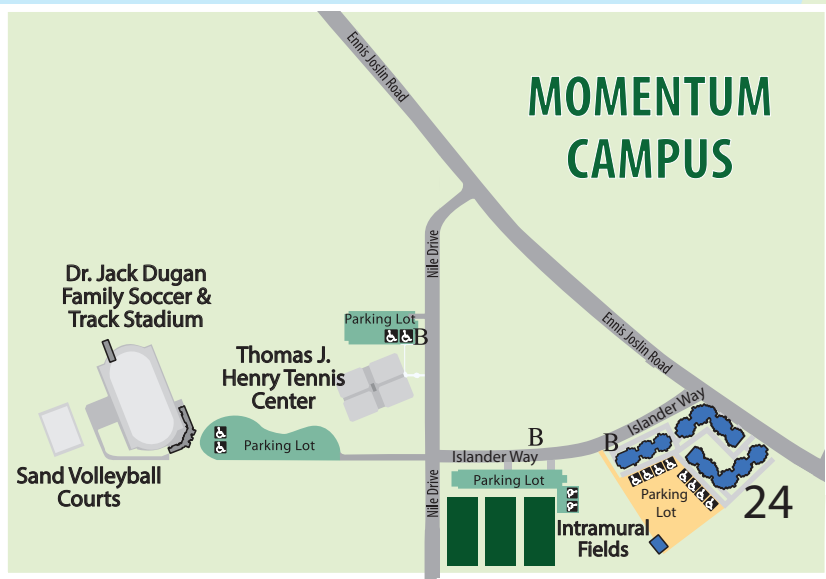 MOMENTUM
CAMPUS
Ennis Joslin Road
Nile Drive
Dr. Jack Dugan
Family Soccer &
Track Stadium
Parking Lot
B
Thomas J.
Henry Tennis
Center
Ennis Joslin Road
Islander Way
B
B
Parking Lot
Islander Way
Sand Volleyball
Courts
Nile Drive
Parking Lot
Parking
Lot
24
Intramural
Fields